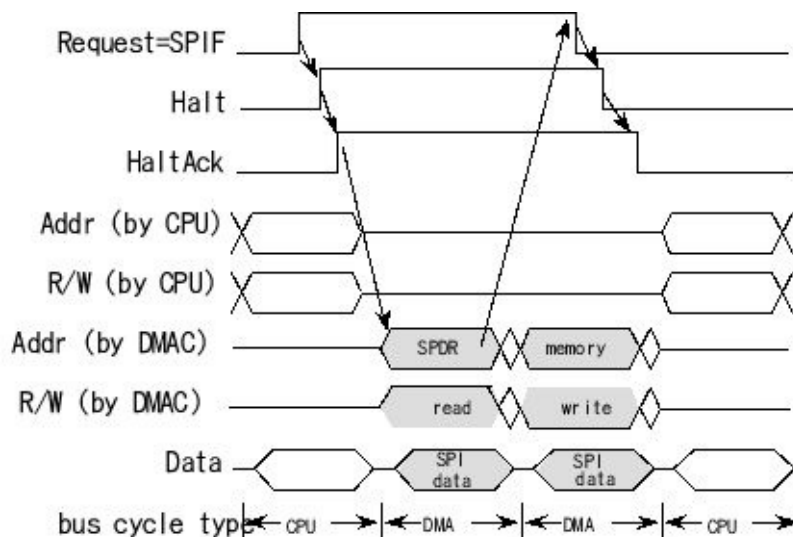 Request=SPIF
Halt
HaltAck
Addr (by CPU)
R/W (by CPU)
Addr (by DMAC) SPDR memory
R/W (by DMAC) read write
Data SPI data SPI data
bus cycle type CPU DMA DMA CPU